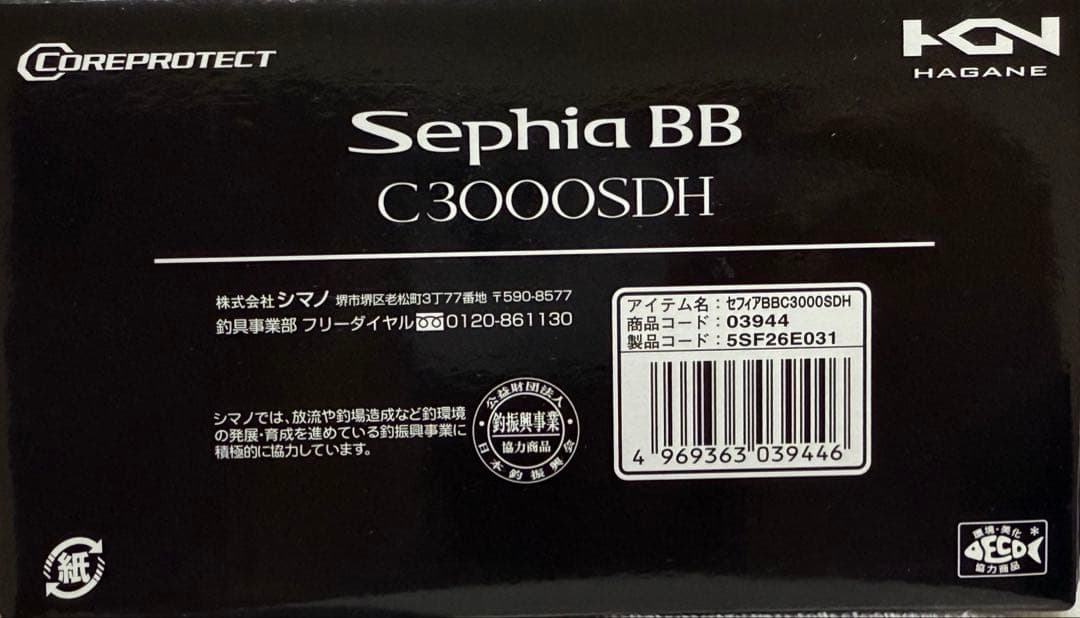 COREPROTECT
HAGANE
Sephia BB
C3000SDH
株式会社シマノ 堺市堺区老松町3丁77番地 〒590-8577
釣具事業部 フリーダイヤル 0120-861130
アイテム名：セフィアBBC3000SDH
商品コード：03944
製品コード：5SF26E031
4 969363 039446
シマノでは、放流や釣場造成など釣環境
の発展・育成を進めている釣振興事業に
積極的に協力しています。
公益財団法人
釣振興事業
協力商品
日本釣振興会
紙
環境・美化
ECO
協力商品